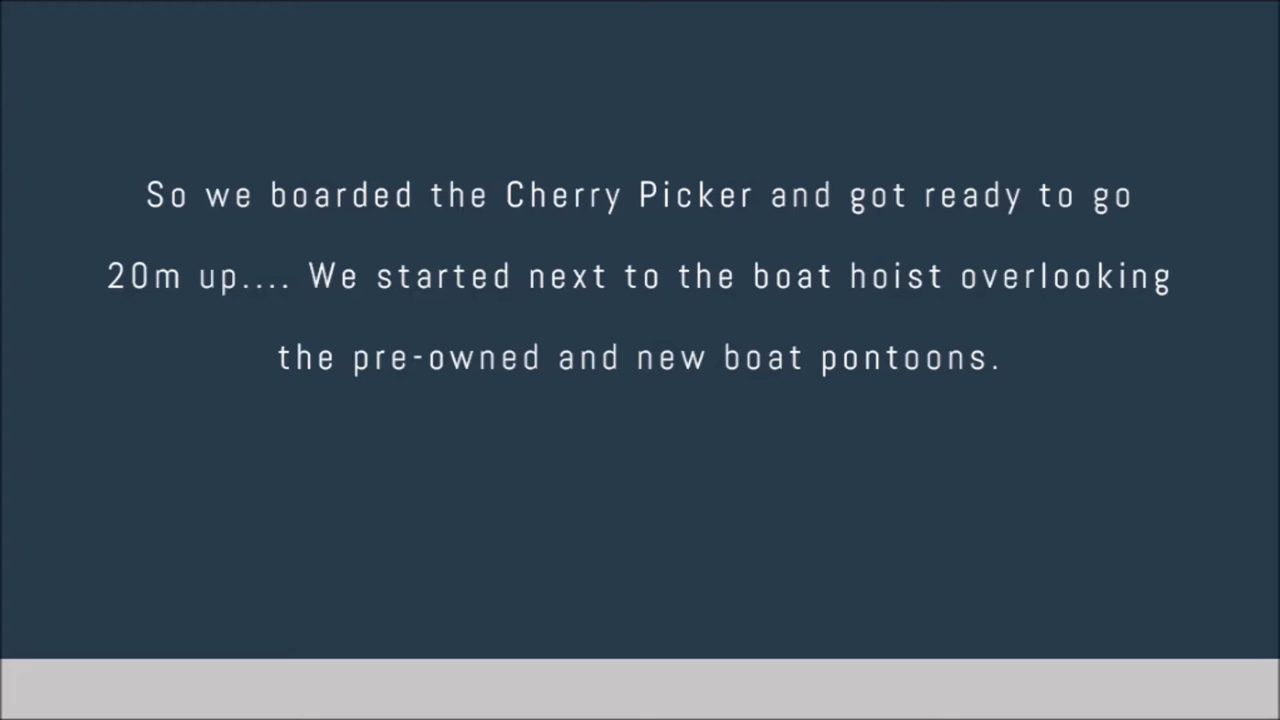 So we boarded the Cherry Picker and got ready to go
20m up.... We started next to the boat hoist overlooking
the pre-owned and new boat pontoons.